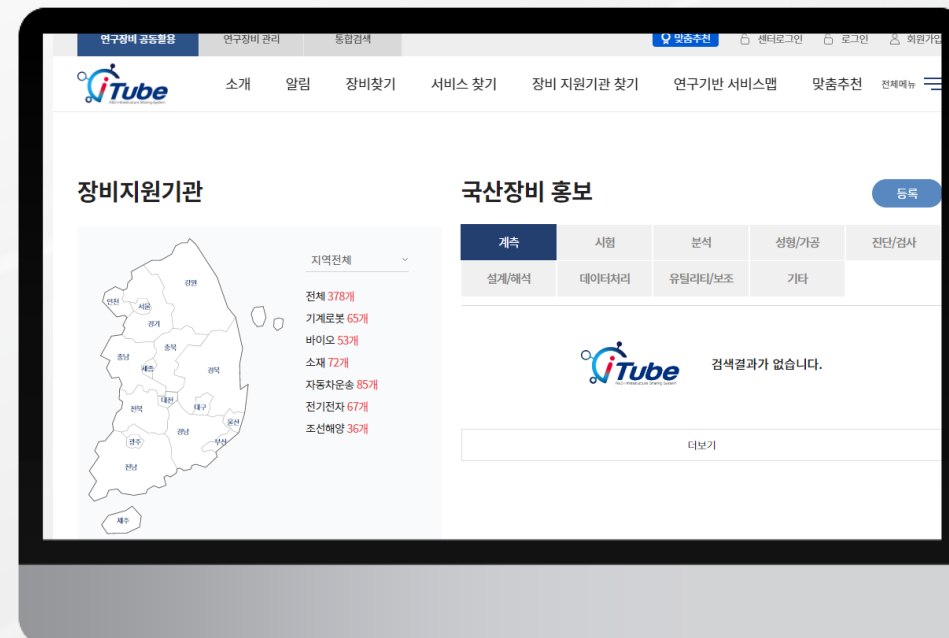 연구장비 공동활용 연구장비 관리 통합검색 맞춤추천 센터로그인 로그인 회원가입
iTube
소개 알림 장비찾기 서비스 찾기 장비 지원기관 찾기 연구기반 서비스맵 맞춤추천 전체메뉴
장비지원기관
지역전체
전체 378개
기계로봇 65개
바이오 53개
소재 72개
자동차운송 85개
전기전자 67개
조선해양 36개
강원
인천
서울
경기
충북
충남
세종
경북
대전
전북
대구
울산
경남
광주
부산
전남
제주
국산장비 홍보
등록
계측 시험 분석 성형/가공 진단/검사
설계/해석 데이터처리 유틸리티/보조 기타
iTube
검색결과가 없습니다.
더보기